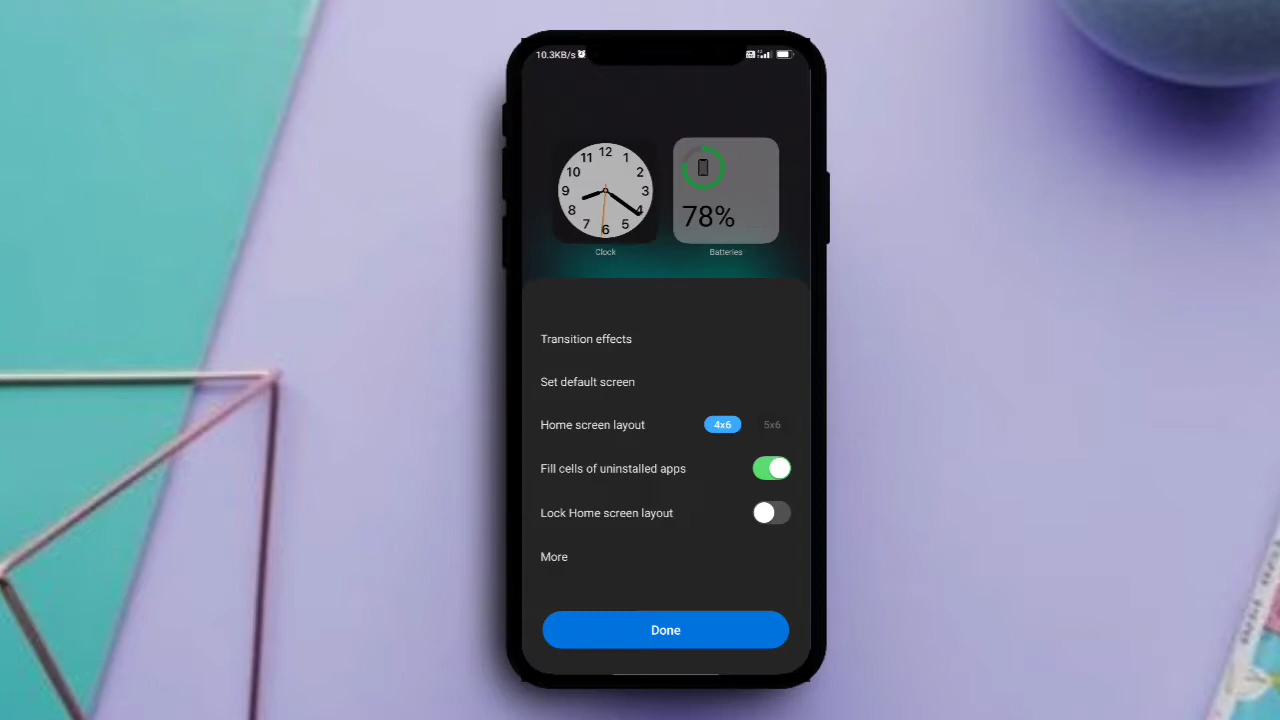 10.3KB/s
12
11 1
10 2
9 3
8 4
7 5
6
78%
Clock Batteries
Transition effects
Set default screen
Home screen layout 4x6 5x6
Fill cells of uninstalled apps
Lock Home screen layout
More
Done